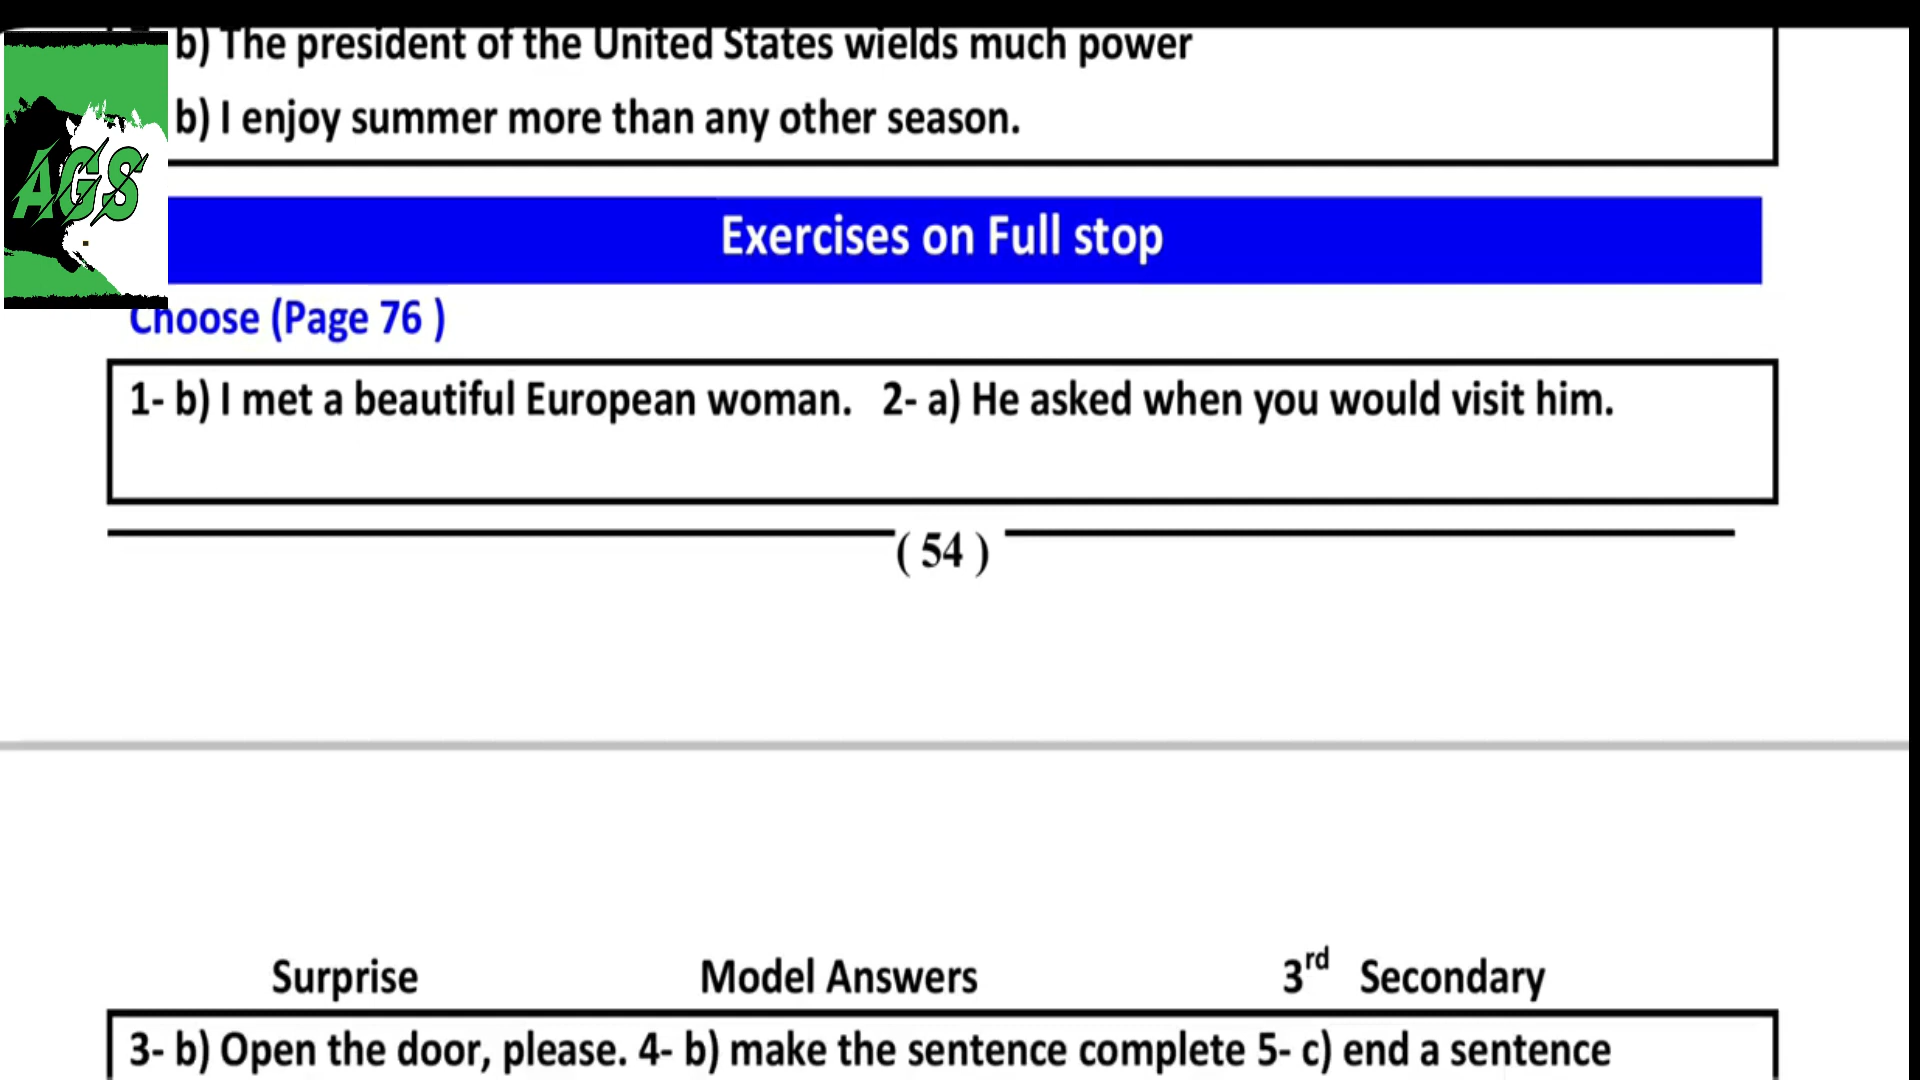 b) The president of the United States wields much power
b) I enjoy summer more than any other season.
AGS
Exercises on Full stop
Choose (Page 76 )
1- b) I met a beautiful European woman. 2- a) He asked when you would visit him.
( 54 )
Surprise Model Answers 3rd Secondary
3- b) Open the door, please. 4- b) make the sentence complete 5- c) end a sentence